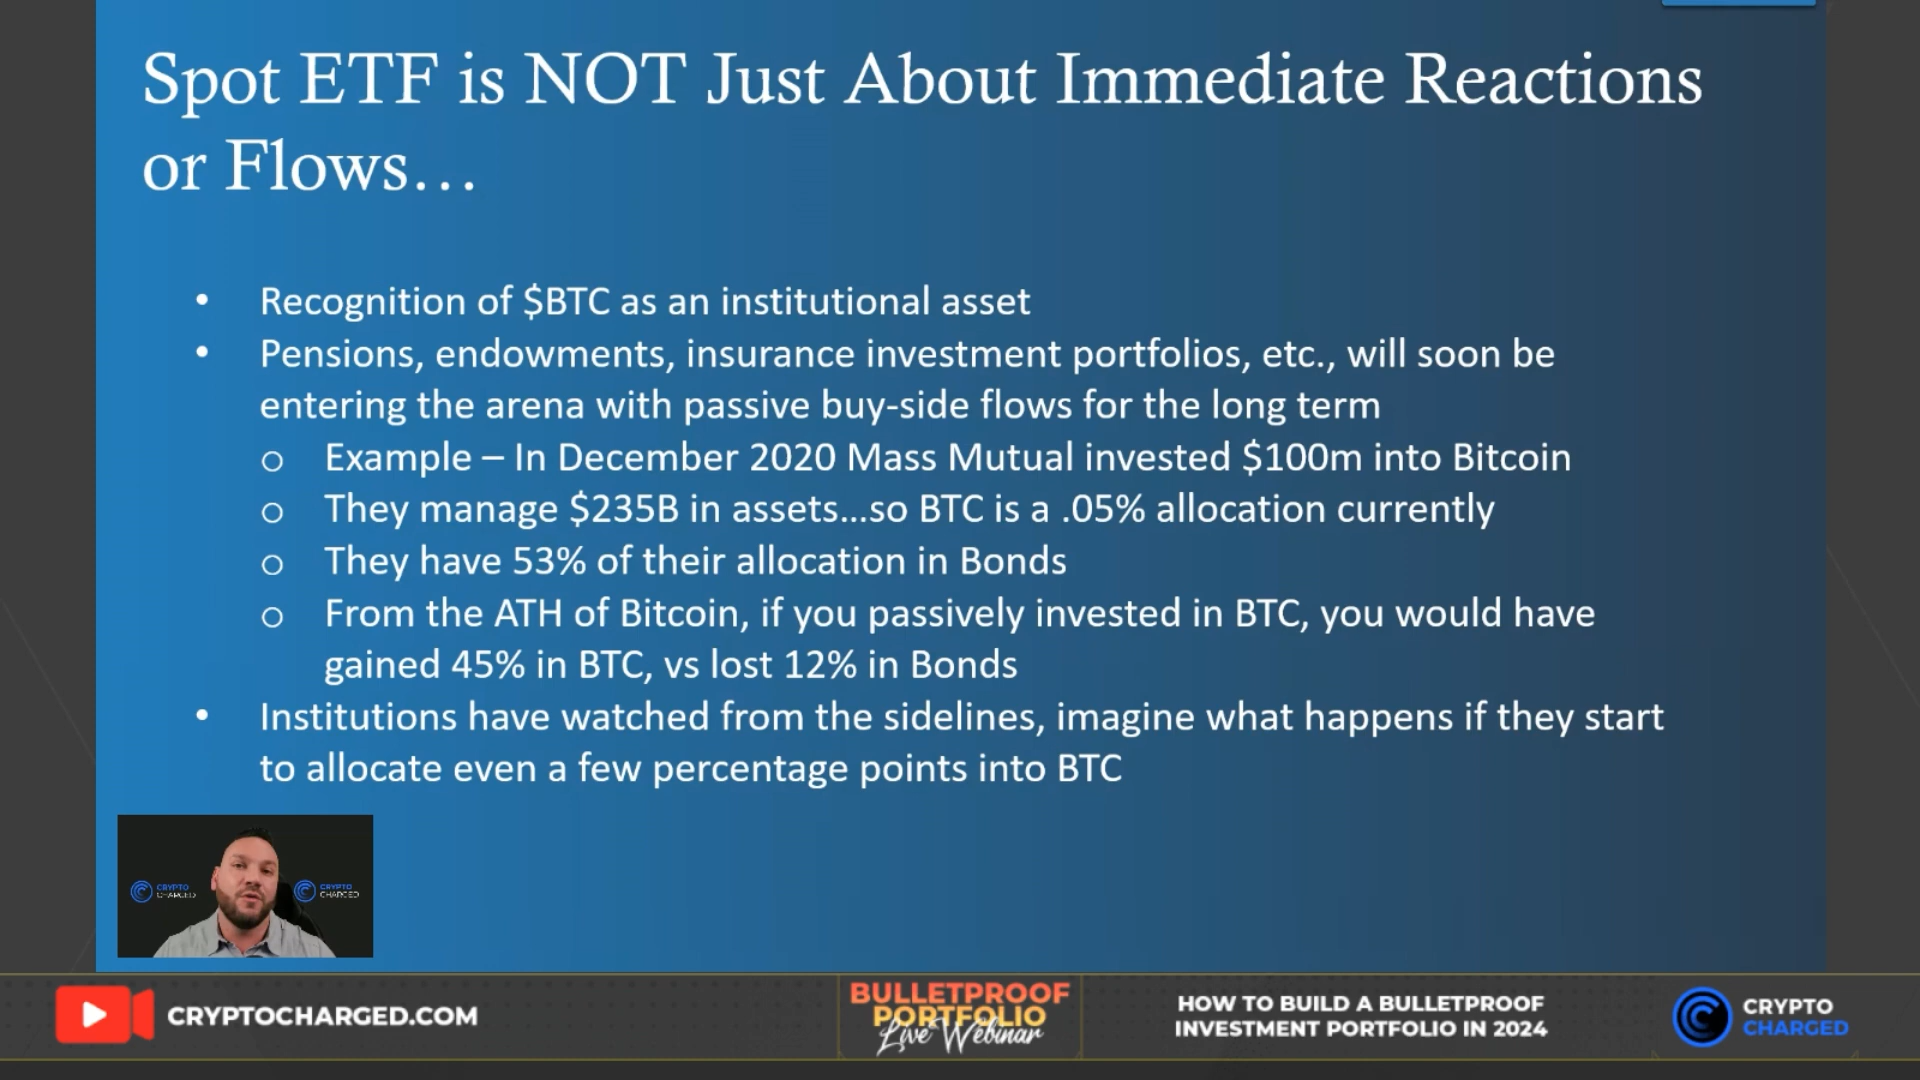 Spot ETF is NOT Just About Immediate Reactions
or Flows…
• Recognition of $BTC as an institutional asset
• Pensions, endowments, insurance investment portfolios, etc., will soon be
entering the arena with passive buy-side flows for the long term
o Example – In December 2020 Mass Mutual invested $100m into Bitcoin
o They manage $235B in assets…so BTC is a .05% allocation currently
o They have 53% of their allocation in Bonds
o From the ATH of Bitcoin, if you passively invested in BTC, you would have
gained 45% in BTC, vs lost 12% in Bonds
• Institutions have watched from the sidelines, imagine what happens if they start
to allocate even a few percentage points into BTC
CRYPTO
CHARGED
CRYPTO
CHARGED
CRYPTOCHARGED.COM
BULLETPROOF
PORTFOLIO
Live Webinar
HOW TO BUILD A BULLETPROOF
INVESTMENT PORTFOLIO IN 2024
CRYPTO
CHARGED